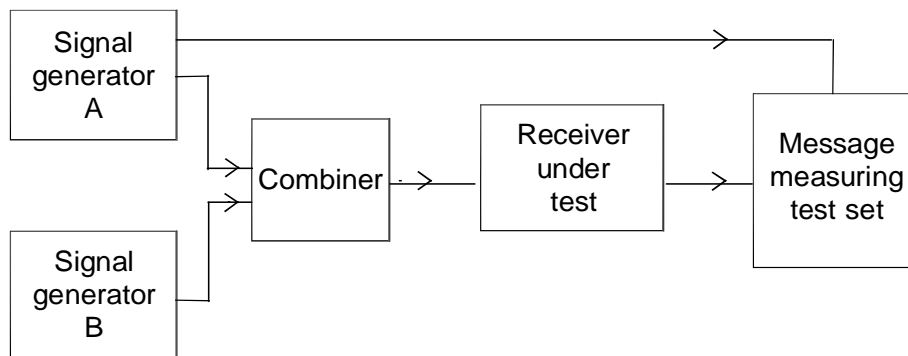 Signal
generator
A
Combiner
Receiver
under
test
Message
measuring
test set
Signal
generator
B